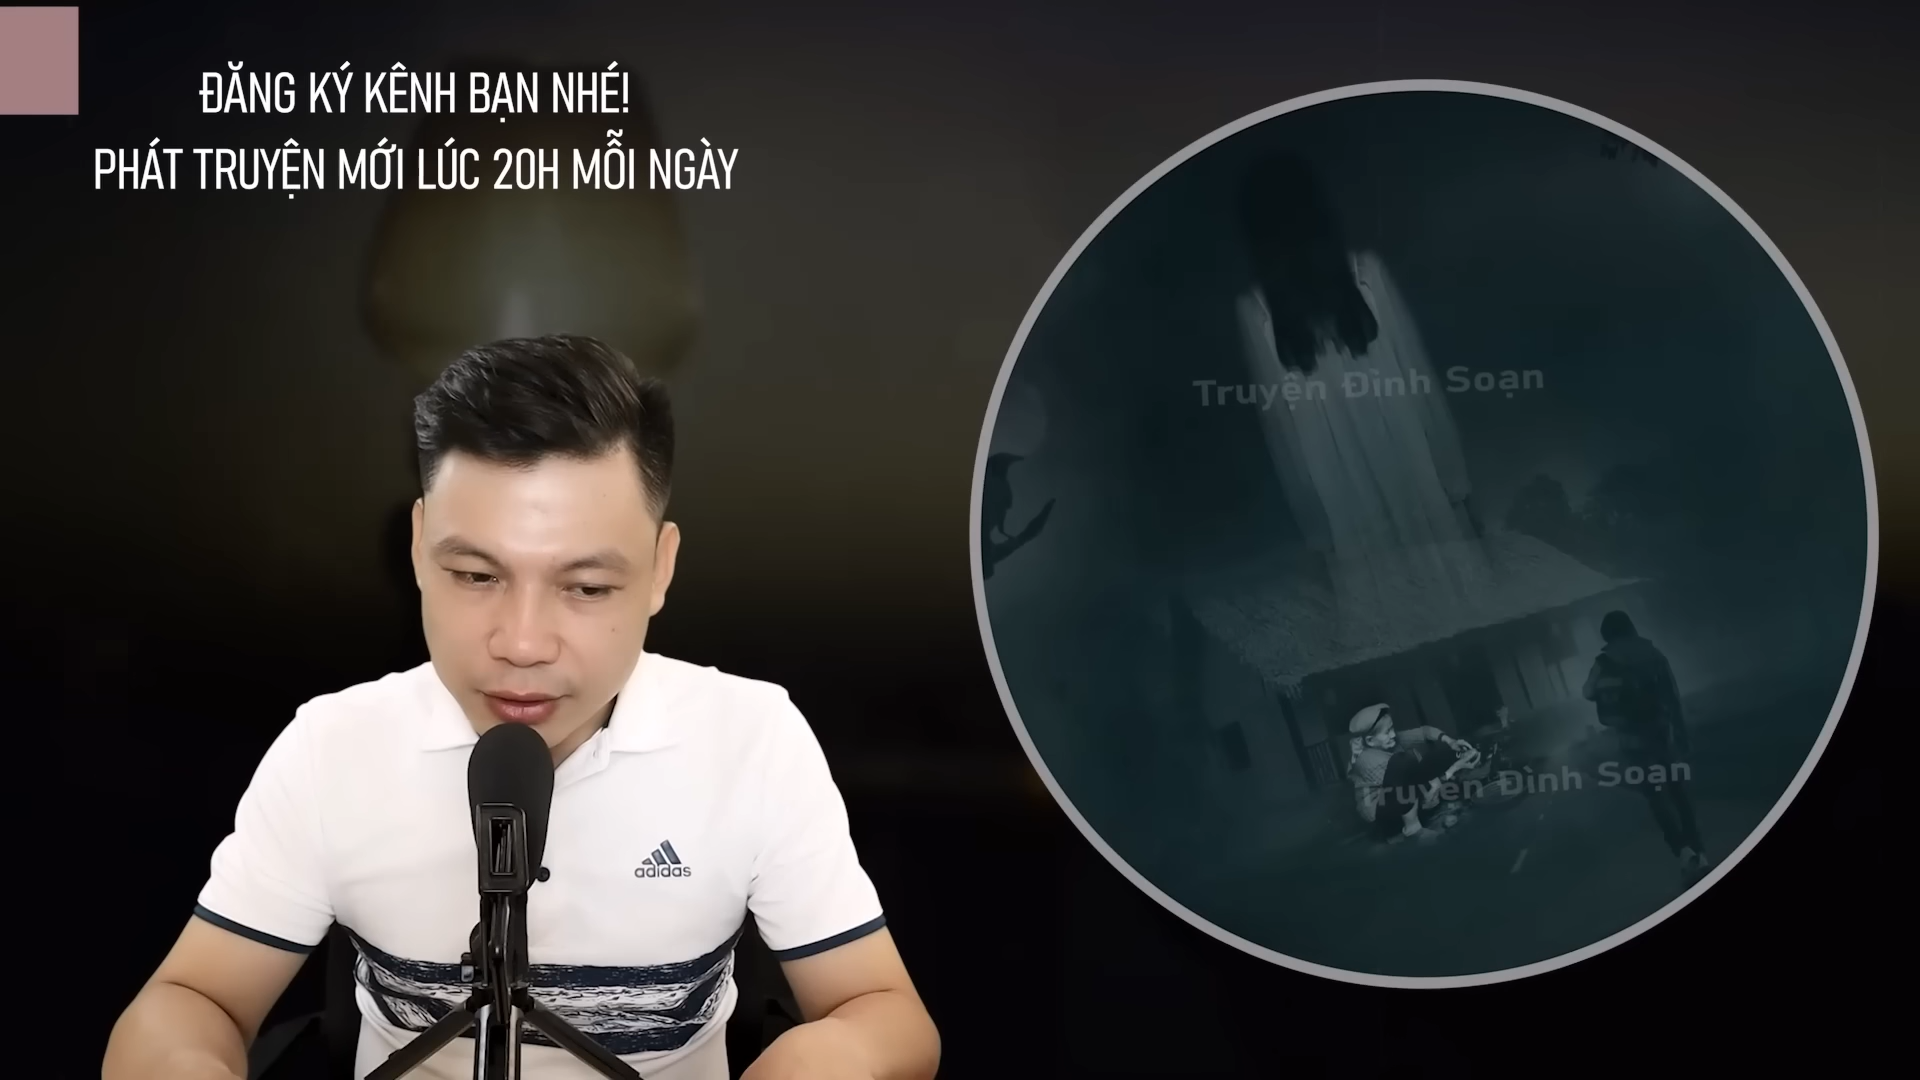 ĐĂNG KÝ KÊNH BẠN NHÉ!
PHÁT TRUYỆN MỚI LÚC 20H MỖI NGÀY
Truyện Đình Soạn
Truyện Đình Soạn
adidas